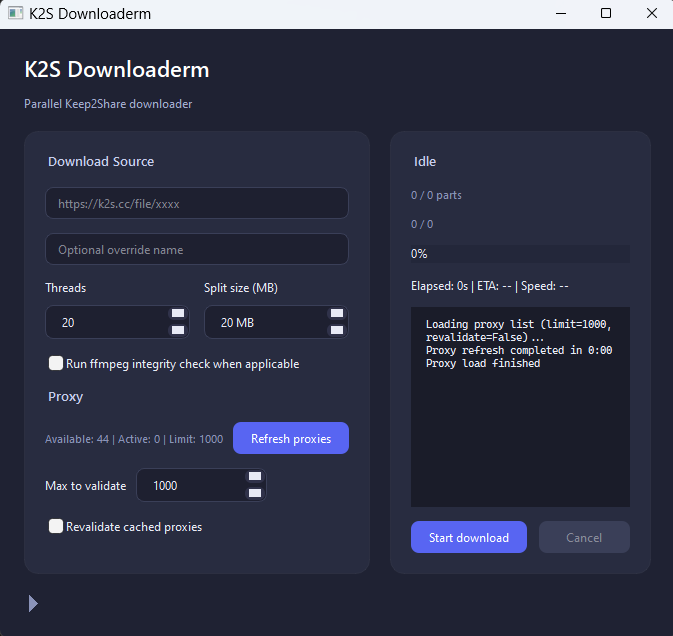 K2S Downloaderm
K2S Downloaderm
Parallel Keep2Share downloader
Download Source
https://k2s.cc/file/xxxx
Optional override name
Threads
Split size (MB)
20
20 MB
Run ffmpeg integrity check when applicable
Proxy
Available: 44 | Active: 0 | Limit: 1000
Refresh proxies
Max to validate
1000
Revalidate cached proxies
Idle
0 / 0 parts
0 / 0
0%
Elapsed: 0s | ETA: -- | Speed: --
Loading proxy list (limit=1000,
revalidate=False)...
Proxy refresh completed in 0:00
Proxy load finished
Start download
Cancel